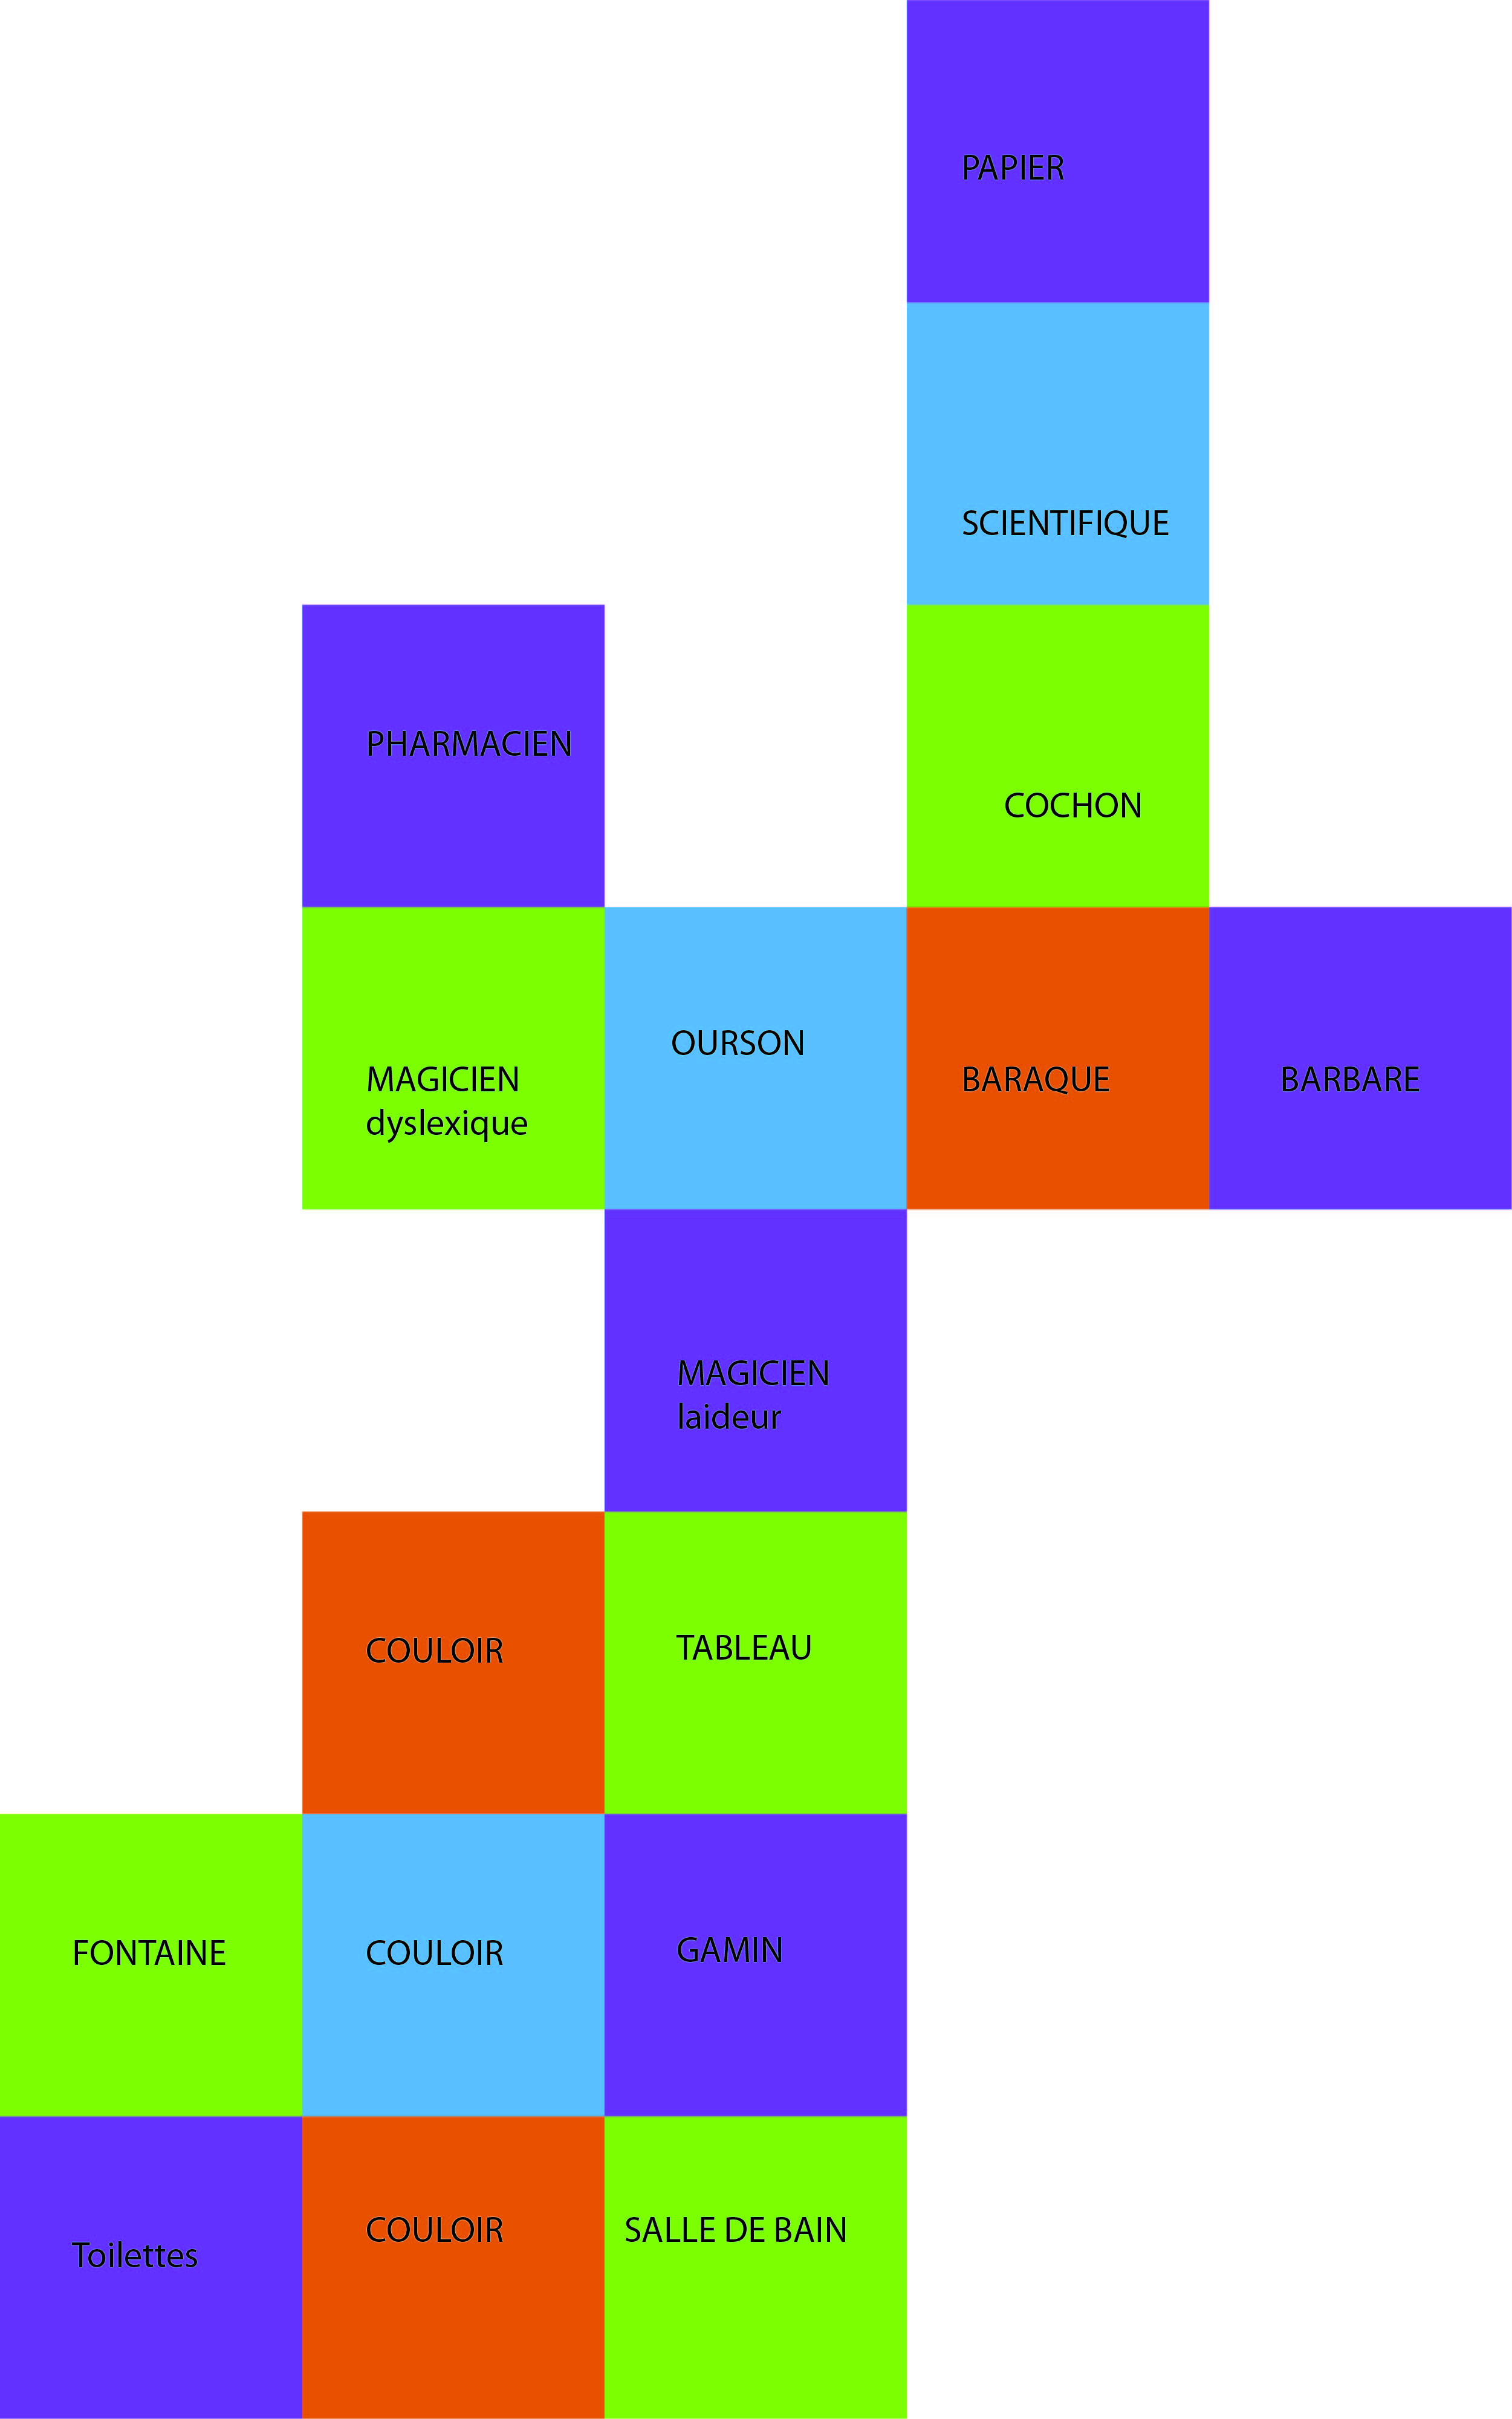 PAPIER
SCIENTIFIQUE
PHARMACIEN
COCHON
MAGICIEN
dyslexique
OURSON
BARAQUE
BARBARE
MAGICIEN
laideur
COULOIR
TABLEAU
FONTAINE
COULOIR
GAMIN
Toilettes
COULOIR
SALLE DE BAIN